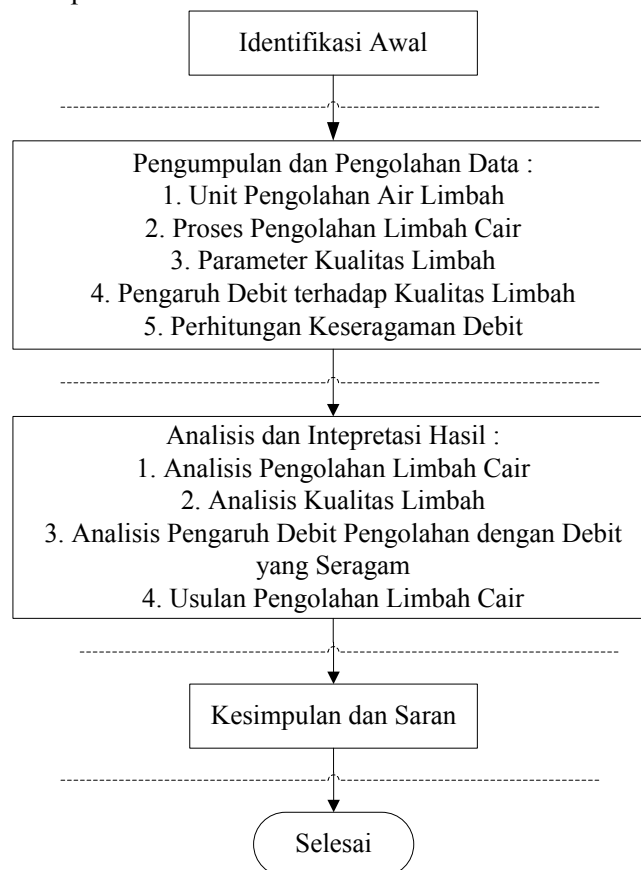 Identifikasi Awal
Pengumpulan dan Pengolahan Data :
1. Unit Pengolahan Air Limbah
2. Proses Pengolahan Limbah Cair
3. Parameter Kualitas Limbah
4. Pengaruh Debit terhadap Kualitas Limbah
5. Perhitungan Keseragaman Debit
Analisis dan Intepretasi Hasil :
1. Analisis Pengolahan Limbah Cair
2. Analisis Kualitas Limbah
3. Analisis Pengaruh Debit Pengolahan dengan Debit
yang Seragam
4. Usulan Pengolahan Limbah Cair
Kesimpulan dan Saran
Selesai